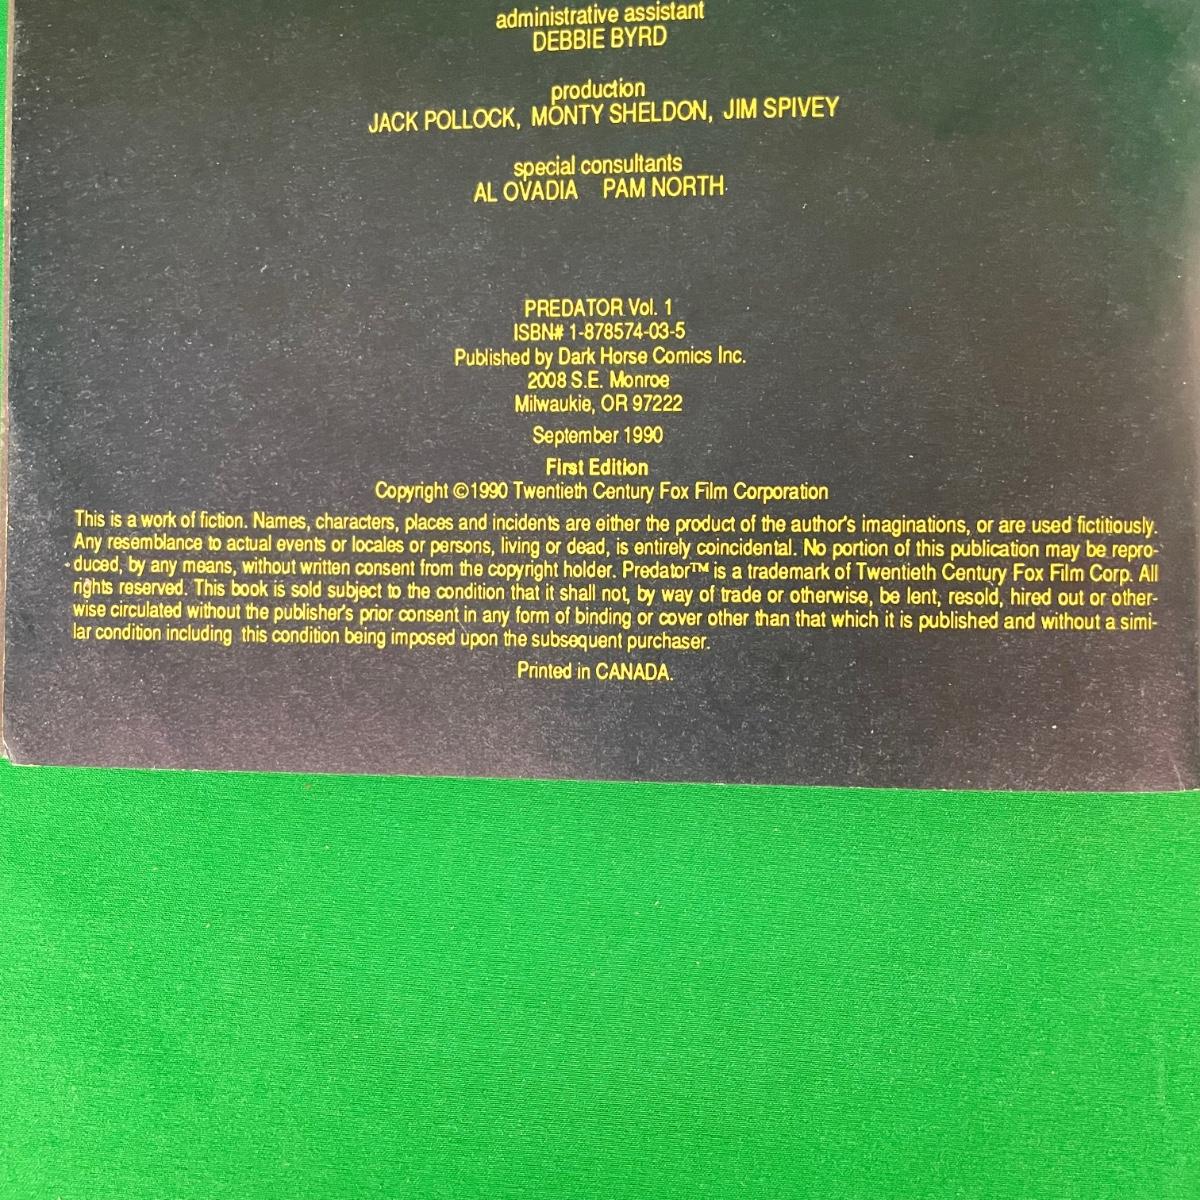 administrative assistant
DEBBIE BYRD
production
JACK POLLOCK, MONTY SHELDON, JIM SPIVEY
special consultants
AL OVADIA PAM NORTH
PREDATOR Vol. 1
ISBN# 1-878574-03-5
Published by Dark Horse Comics Inc.
2008 S.E. Monroe
Milwaukie, OR 97222
September 1990
First Edition
Copyright ©1990 Twentieth Century Fox Film Corporation
This is a work of fiction. Names, characters, places and incidents are either the product of the author's imaginations, or are used fictitiously.
Any resemblance to actual events or locales or persons, living or dead, is entirely coincidental. No portion of this publication may be repro-
duced, by any means, without written consent from the copyright holder. Predator™ is a trademark of Twentieth Century Fox Film Corp. All
rights reserved. This book is sold subject to the condition that it shall not, by way of trade or otherwise, be lent, resold, hired out or other-
wise circulated without the publisher's prior consent in any form of binding or cover other than that which it is published and without a simi-
lar condition including this condition being imposed upon the subsequent purchaser.
Printed in CANADA.